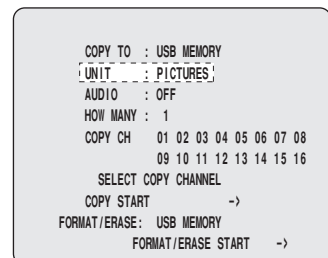 COPY TO : USB MEMORY
UNIT : PICTURES
AUDIO : OFF
HOW MANY : 1
COPY CH 01 02 03 04 05 06 07 08
09 10 11 12 13 14 15 16
SELECT COPY CHANNEL
COPY START ->
FORMAT/ERASE: USB MEMORY
FORMAT/ERASE START ->